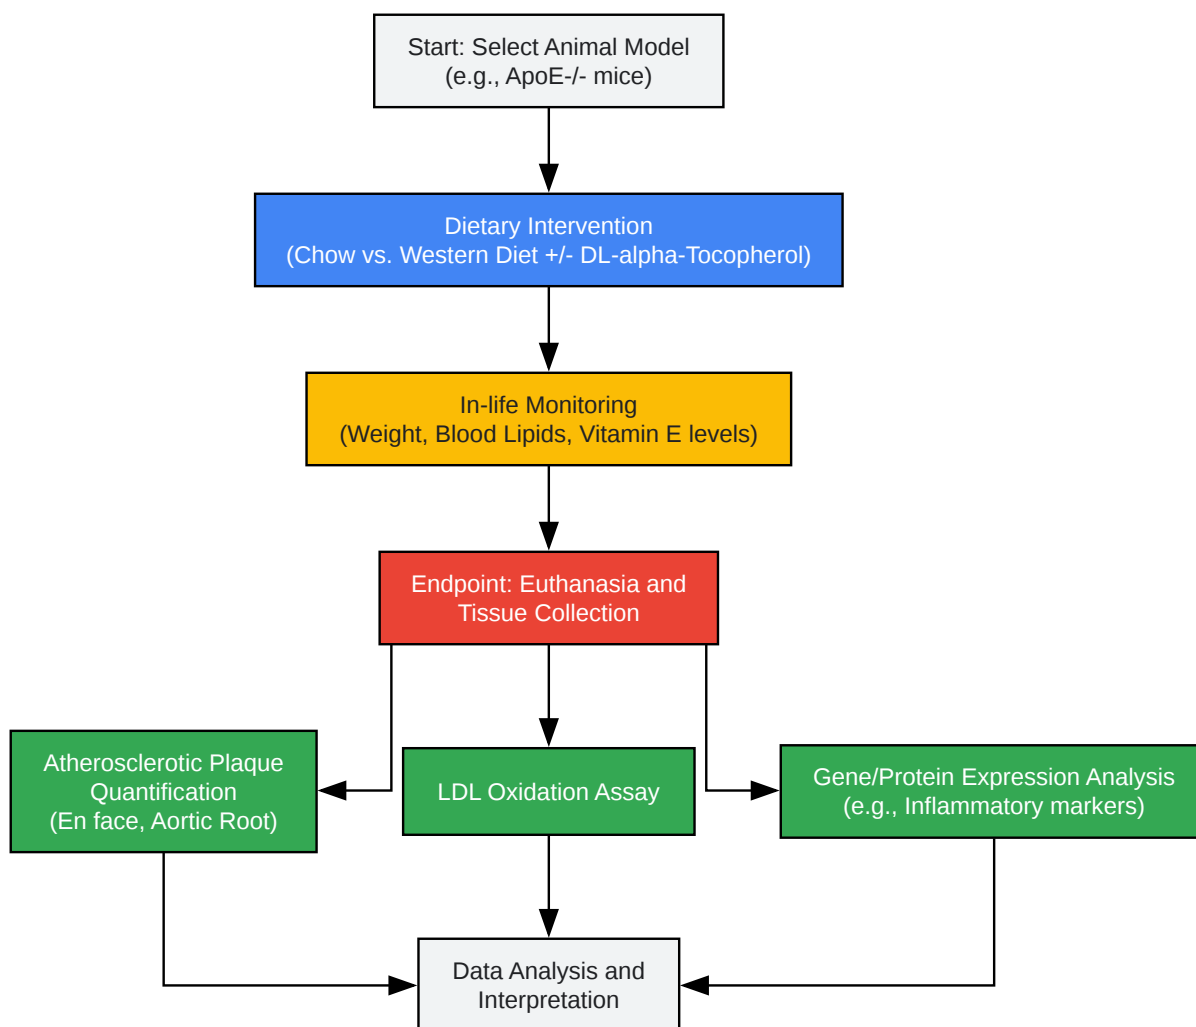 Start: Select Animal Model
(e.g., ApoE-/- mice)
Dietary Intervention
(Chow vs. Western Diet +/- DL-alpha-Tocopherol)
In-life Monitoring
(Weight, Blood Lipids, Vitamin E levels)
Endpoint: Euthanasia and
Tissue Collection
Atherosclerotic Plaque
Quantification
(En face, Aortic Root)
LDL Oxidation Assay
Gene/Protein Expression Analysis
(e.g., Inflammatory markers)
Data Analysis and
Interpretation